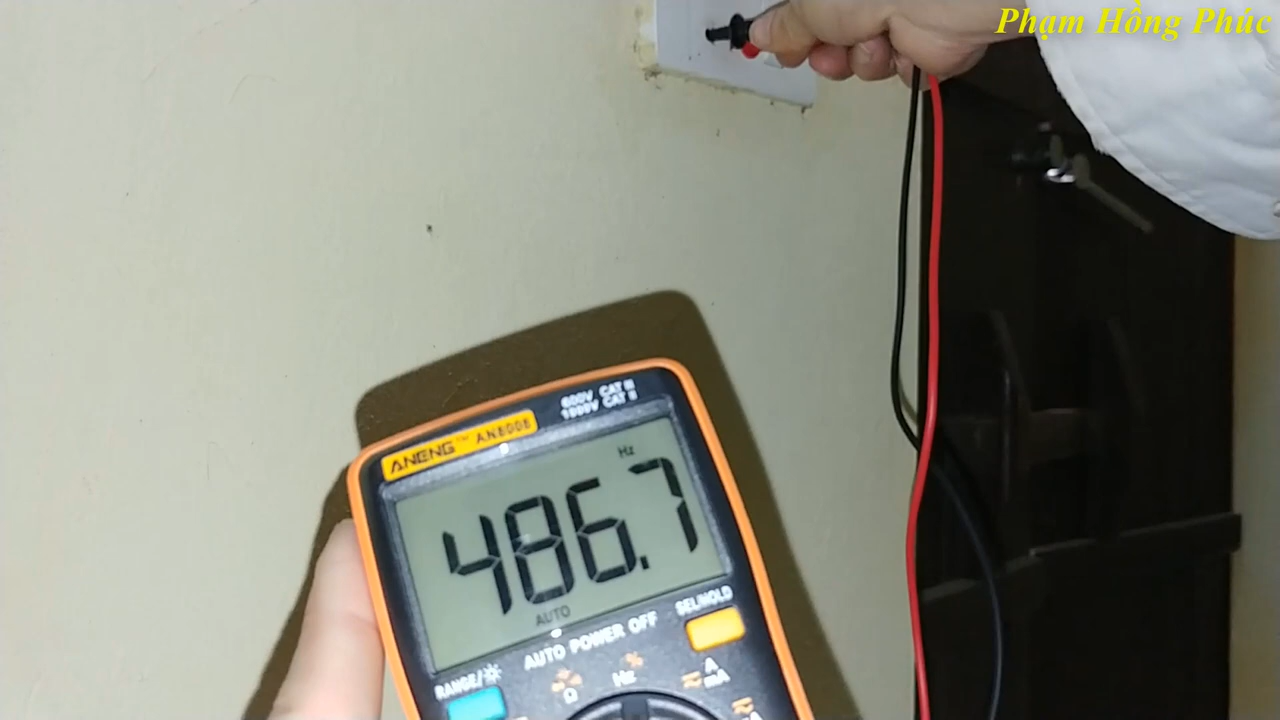 Phạm Hồng Phúc
600V CAT III
1000V CAT II
ANENG™ AN8008
Hz
486.7
AUTO
AUTO POWER OFF
SEL/HOLD
RANGE/
Ω
Hz
%
A
mA
A